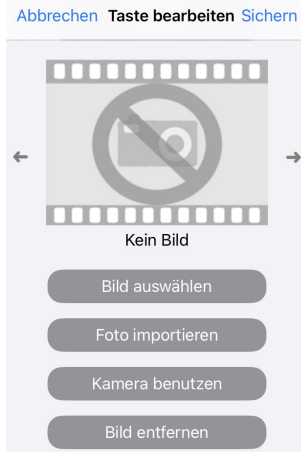 Abbrechen Taste bearbeiten Sichern
Kein Bild
Bild auswählen
Foto importieren
Kamera benutzen
Bild entfernen